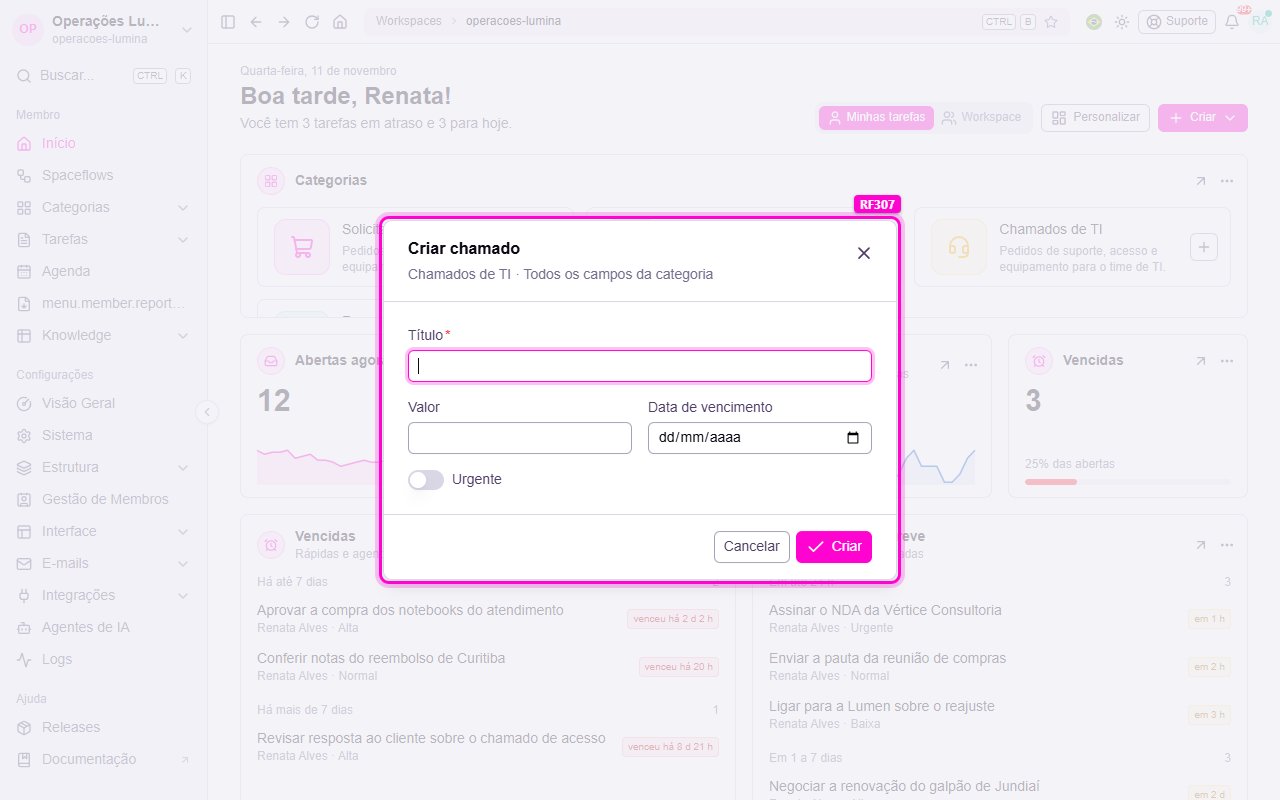 OP
Operações Lu...
operacoes-lumina
Workspaces
operacoes-lumina
CTRL
B
Suporte
RA
Buscar...
CTRL
K
Membro
Início
Spaceflows
Categorias
Tarefas
Agenda
menu.member.report...
Knowledge
Configurações
Visão Geral
Sistema
Estrutura
Gestão de Membros
Interface
E-mails
Integrações
Agentes de IA
Logs
Ajuda
Releases
Documentação
Quarta-feira, 11 de novembro
Boa tarde, Renata!
Você tem 3 tarefas em atraso e 3 para hoje.
Minhas tarefas
Workspace
Personalizar
Criar
Categorias
Chamados de TI
Pedidos de suporte, acesso e
equipamento para o time de TI.
RF307
Criar chamado
Chamados de TI · Todos os campos da categoria
Título*
Valor
Data de vencimento
dd/mm/aaaa
Urgente
Cancelar
Criar
Abertas
12
Vencidas
3
25% das abertas
Vencidas
Há até 7 dias
Aprovar a compra dos notebooks do atendimento
Renata Alves · Alta
venceu há 2 d 2 h
Conferir notas do reembolso de Curitiba
Renata Alves · Normal
venceu há 20 h
Há mais de 7 dias
1
Revisar resposta ao cliente sobre o chamado de acesso
Renata Alves · Alta
venceu há 8 d 21 h
3
Assinar o NDA da Vértice Consultoria
Renata Alves · Urgente
em 1 h
Enviar a pauta da reunião de compras
Renata Alves · Normal
em 2 h
Ligar para a Lumen sobre o reajuste
Renata Alves · Baixa
em 3 h
Em 1 a 7 dias
3
Negociar a renovação do galpão de Jundiaí
em 2 d